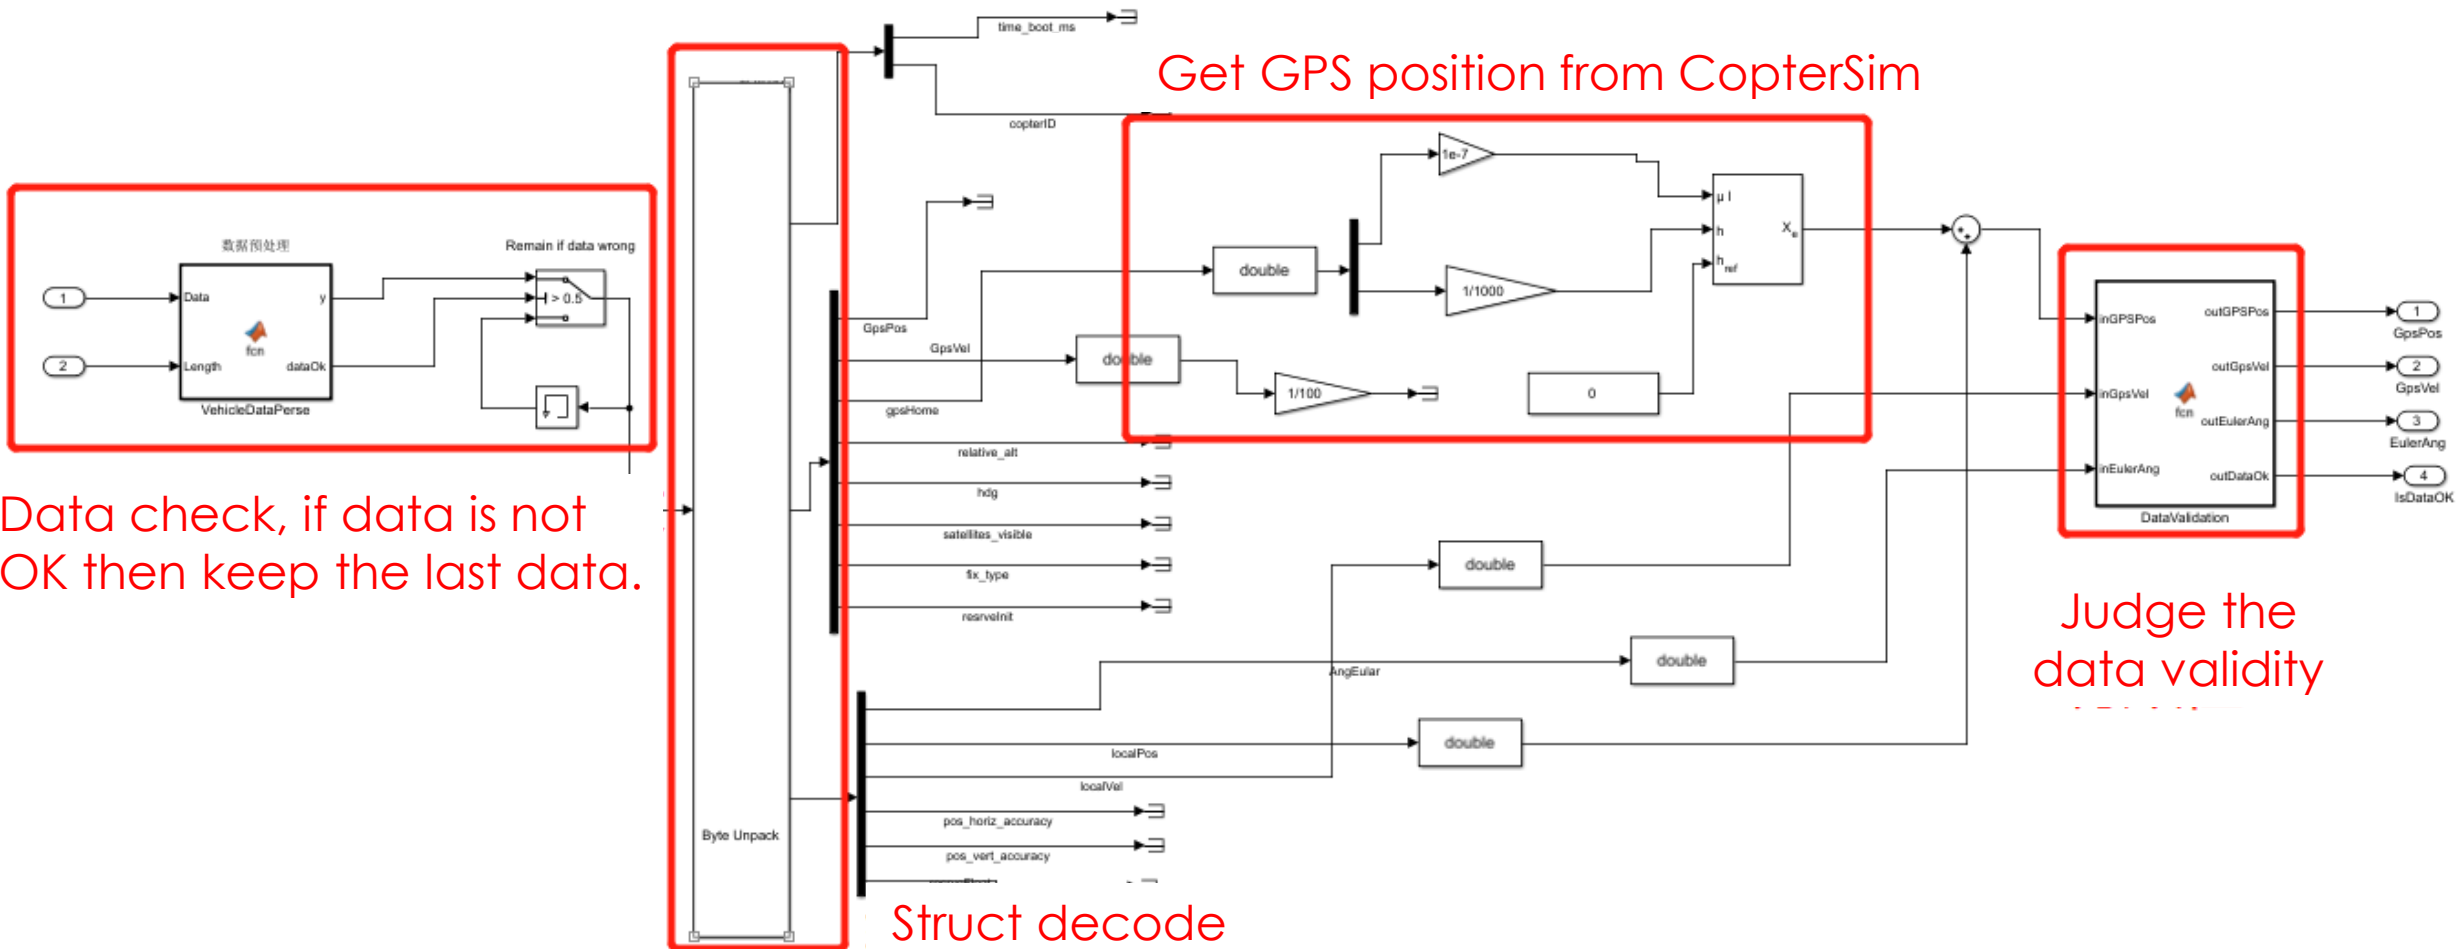 time_boot_ms
Get GPS position from CopterSim
copterID
1e-7
μ l
h
h_ref
X_e
double
1/1000
0
数据预处理
Remain if data wrong
1
Data
y
> 0.5
fcn
2
Length
dataOk
VehicleDataPerse
GpsPos
GpsVel
double
1/100
gpsHome
relative_alt
hdg
satellites_visible
fix_type
resrveInit
Data check, if data is not
OK then keep the last data.
inGPSPos
outGPSPos
1
GpsPos
inGpsVel
outGpsVel
2
GpsVel
fcn
outEulerAng
3
EulerAng
inEulerAng
outDataOk
4
IsDataOK
DataValidation
double
Judge the
data validity
double
AngEular
double
localPos
localVel
pos_horiz_accuracy
Byte Unpack
pos_vert_accuracy
Struct decode